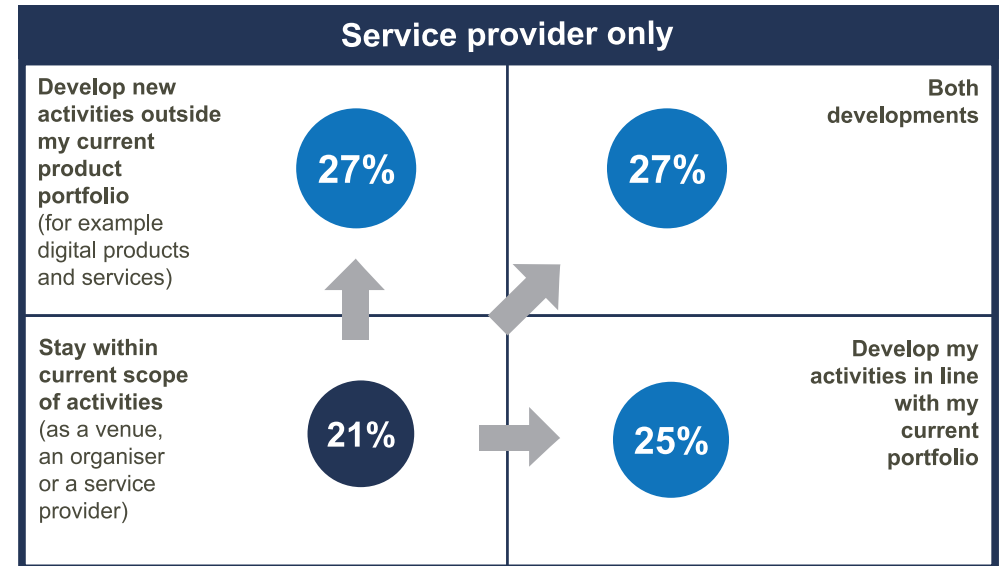 Service provider only
Develop new
activities outside
my current
product
portfolio
(for example
digital products
and services)
27%
27%
Both
developments
Stay within
current scope
of activities
(as a venue,
an organiser
or a service
provider)
21%
25%
Develop my
activities in line
with my
current
portfolio